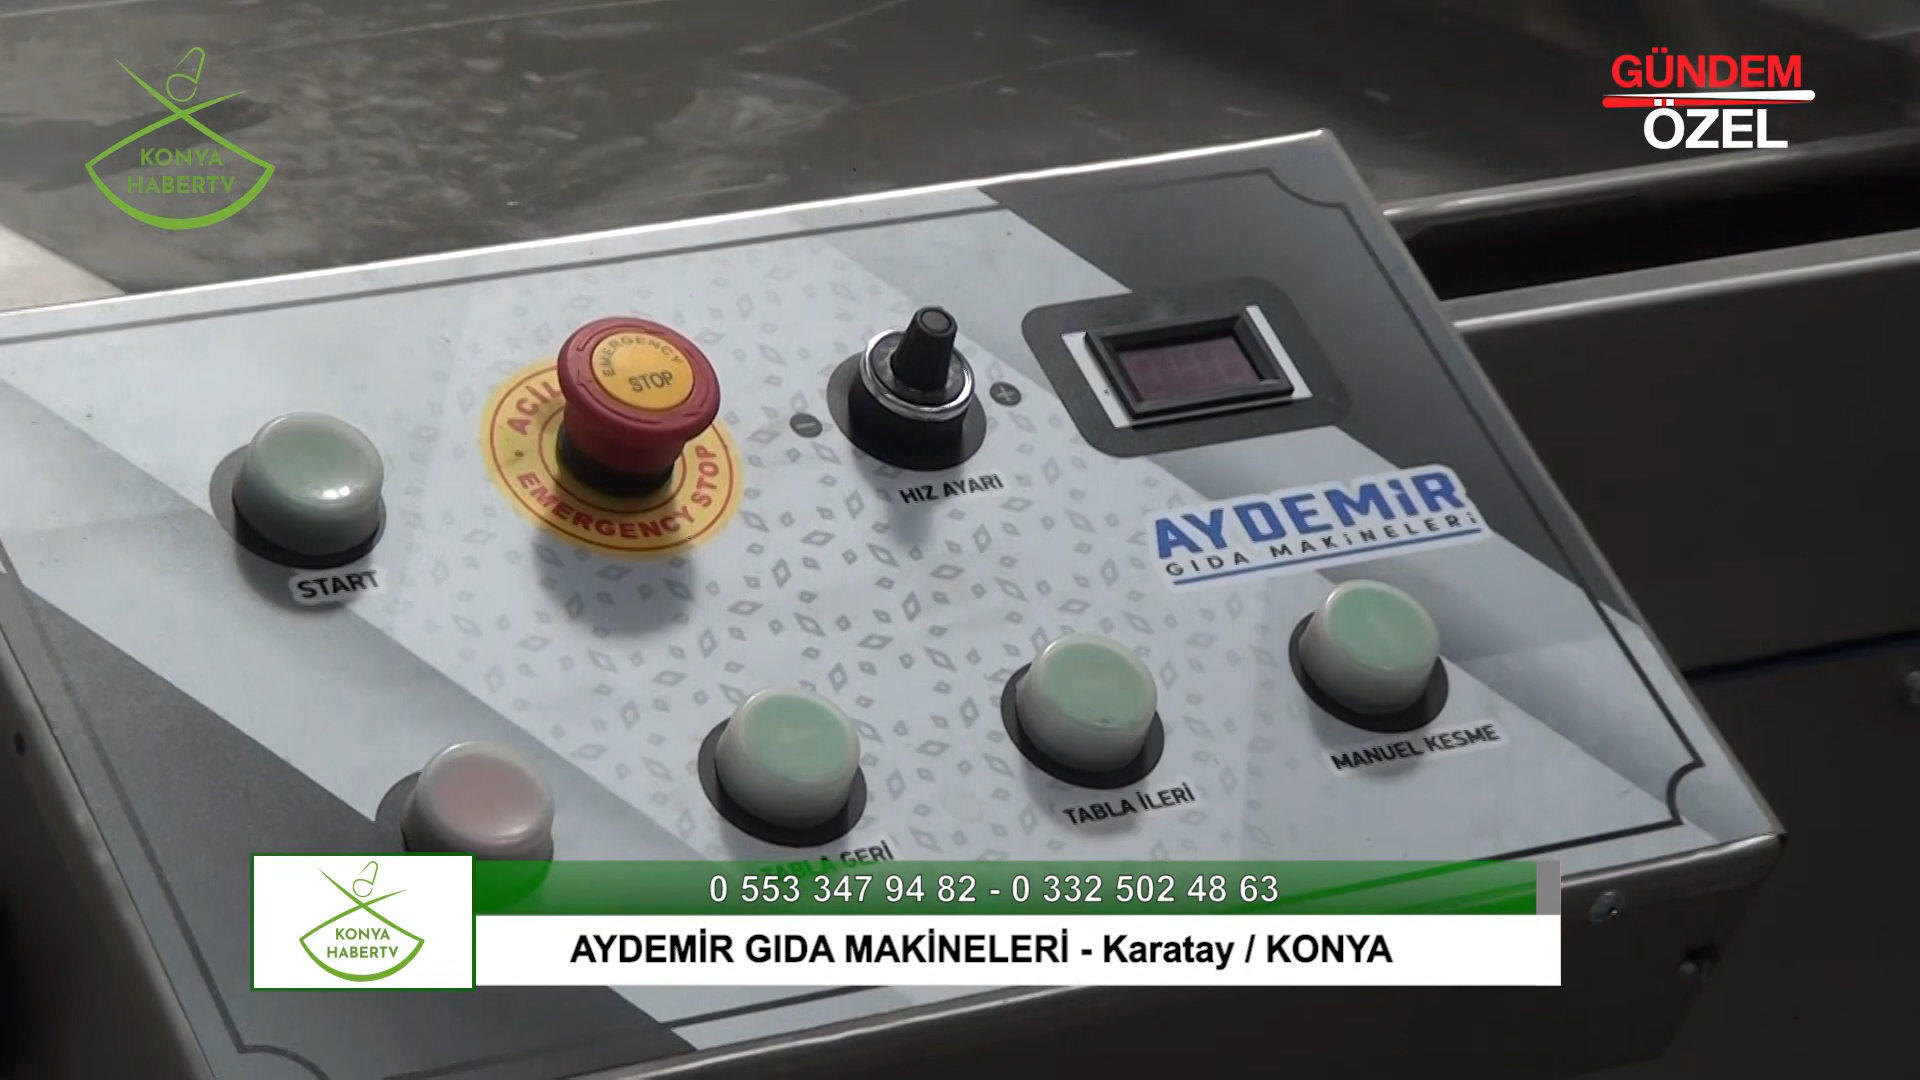 KONYA
HABERTV
GÜNDEM
ÖZEL
EMERGENCY
STOP
ACİL
EMERGENCY STOP
HIZ AYARI
AYDEMİR
GIDA MAKİNELERİ
START
MANUEL KESME
TABLA İLERİ
TABLA GERİ
0 553 347 94 82 - 0 332 502 48 63
KONYA
HABERTV
AYDEMİR GIDA MAKİNELERİ - Karatay / KONYA